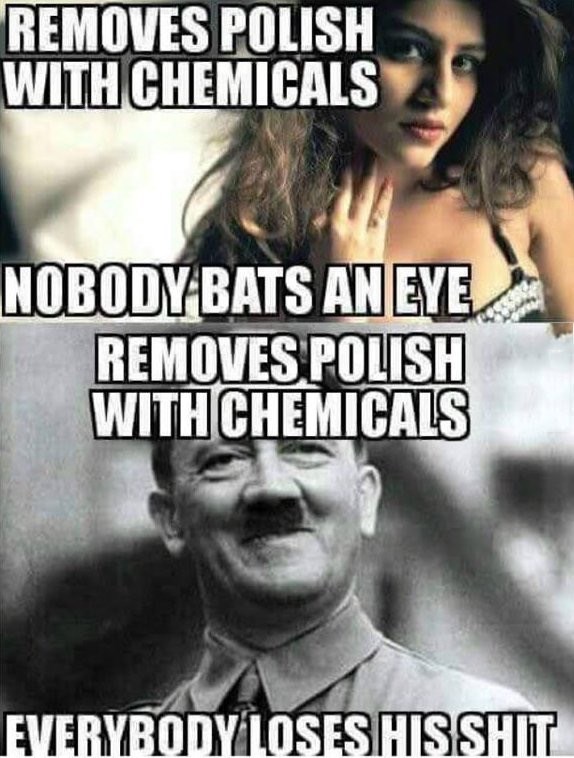 REMOVES POLISH
WITH CHEMICALS
NOBODY BATS AN EYE
REMOVES POLISH
WITH CHEMICALS
EVERYBODY LOSES HIS SHIT